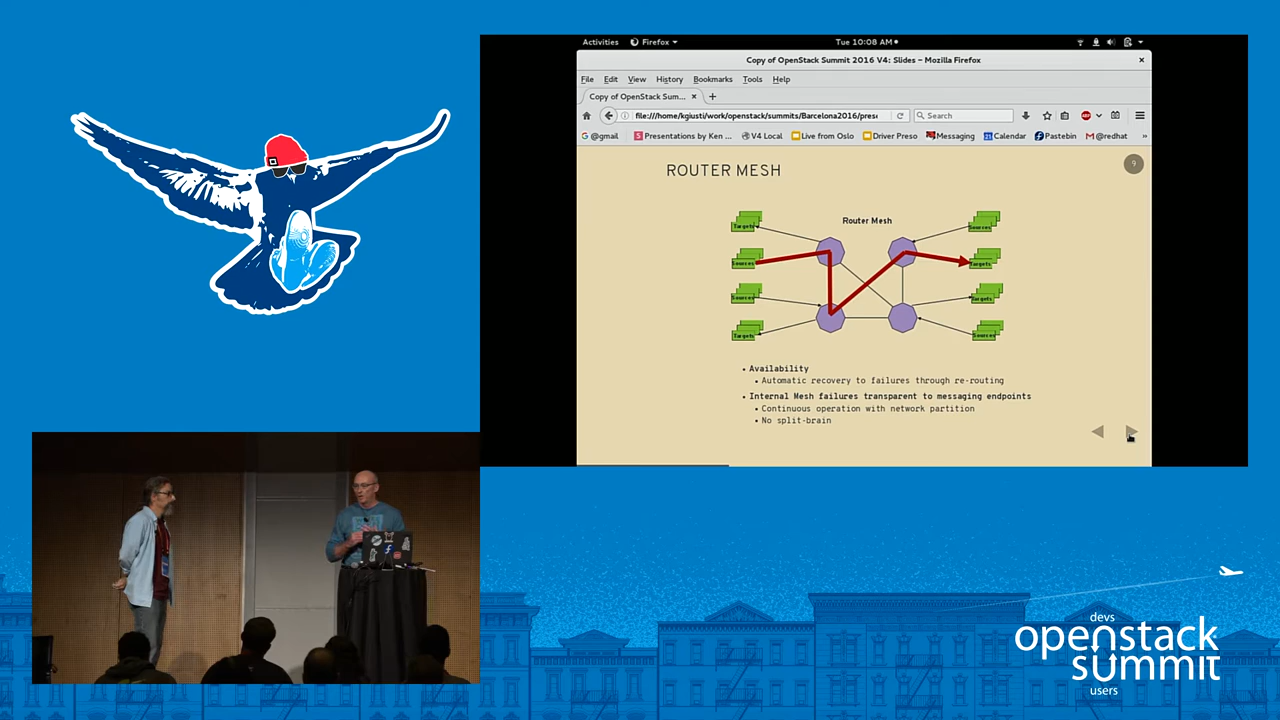 Activities Firefox Tue 10:08 AM
Copy of OpenStack Summit 2016 V4: Slides – Mozilla Firefox
File Edit View History Bookmarks Tools Help
Copy of OpenStack Sum...
file:///home/kgiusti/work/openstack/summits/Barcelona2016/prese
Search
@gmail Presentations by Ken ... V4 Local Live from Oslo Driver Preso Messaging Calendar Pastebin @redhat
ROUTER MESH
9
Router Mesh
Targets
Sources
Sources
Targets
Sources
Targets
Targets
Sources
• Availability
• Automatic recovery to failures through re-routing
• Internal Mesh failures transparent to messaging endpoints
• Continuous operation with network partition
• No split-brain
devs
openstack
summit
users